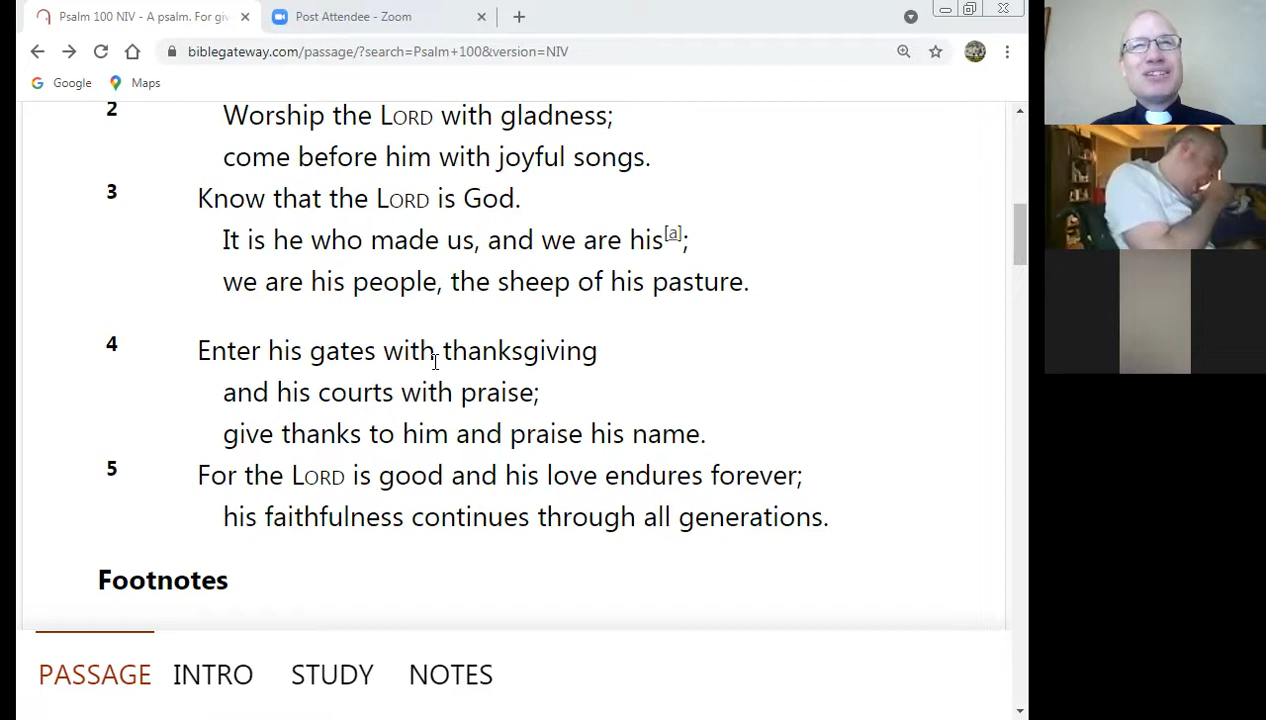 Psalm 100 NIV - A psalm. For giv
Post Attendee - Zoom
biblegateway.com/passage/?search=Psalm+100&version=NIV
Google Maps
2 Worship the LORD with gladness;
come before him with joyful songs.
3 Know that the LORD is God.
It is he who made us, and we are his[a];
we are his people, the sheep of his pasture.
4 Enter his gates with thanksgiving
and his courts with praise;
give thanks to him and praise his name.
5 For the LORD is good and his love endures forever;
his faithfulness continues through all generations.
Footnotes
PASSAGE INTRO STUDY NOTES